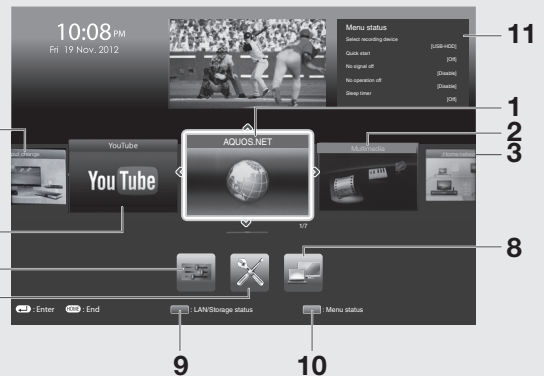 10:08 PM
Fri 19 Nov. 2012
Menu status
Select recording device
[USB-HDD]
Quick start
[Off]
No signal off
[Disable]
No operation off
[Disable]
Sleep timer
[Off]
11
1
2
3
YouTube
You Tube
AQUOS.NET
Multimedia
1/7
8
: Enter
HOME : End
: LAN/Storage status
: Menu status
9
10